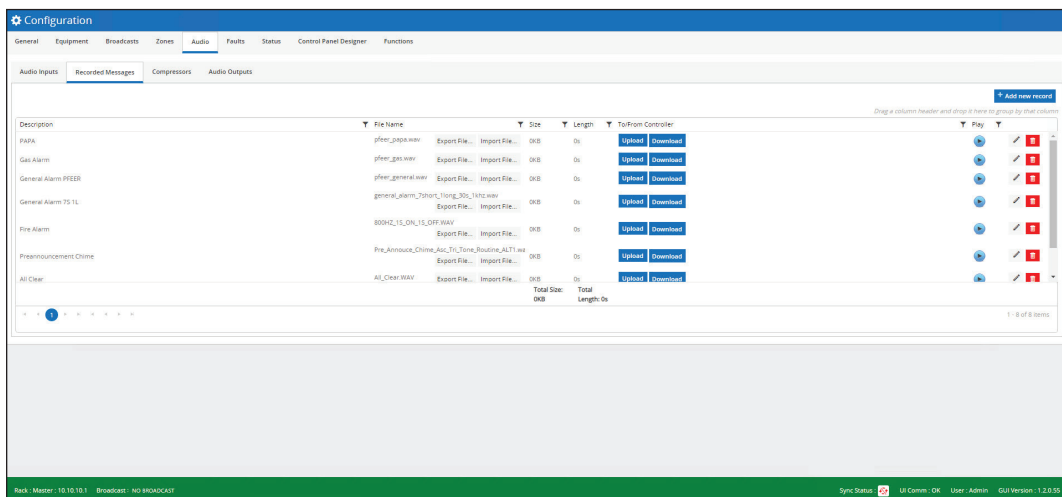 Configuration
General Equipment Broadcasts Zones Audio Faults Status Control Panel Designer Functions
Audio Inputs Recorded Messages Compressors Audio Outputs
+ Add new record
Drag a column header and drop it here to group by that column
Description File Name Size Length To/From Controller Play
PAPA pfeer_papa.wav Export File... Import File... 0KB 0s Upload Download
Gas Alarm pfeer_gas.wav Export File... Import File... 0KB 0s Upload Download
General Alarm PFEER pfeer_general.wav Export File... Import File... 0KB 0s Upload Download
General Alarm 7S 1L general_alarm_7short_1long_30s_1khz.wav
Export File... Import File... 0KB 0s Upload Download
Fire Alarm 800HZ_1S_ON_1S_OFF.WAV
Export File... Import File... 0KB 0s Upload Download
Preannouncement Chime Pre_Annouce_Chime_Asc_Tri_Tone_Routine_ALT1.wa
Export File... Import File... 0KB 0s Upload Download
All Clear All_Clear.WAV Export File... Import File... 0KB 0s Upload Download
Total Size: Total
0KB Length: 0s
1 1 - 8 of 8 items
Rack : Master : 10.10.10.1 Broadcast : NO BROADCAST Sync Status : UI Comm : OK User : Admin GUI Version : 1.2.0.55